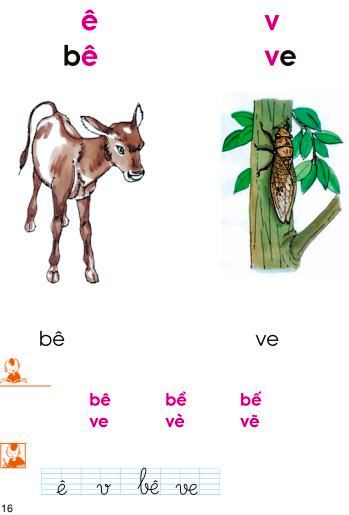 ê v
bê ve
bê ve
bê bề bế
ve vè vẽ
ê v bê ve
16